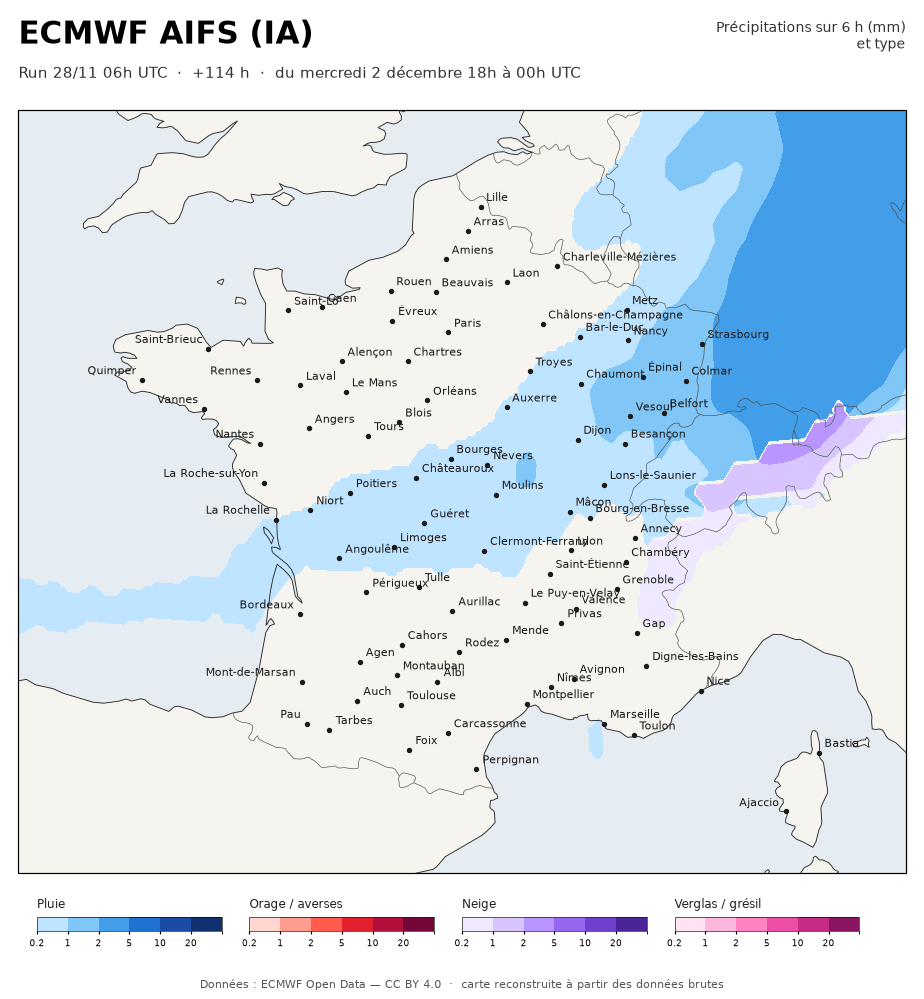 ECMWF AIFS (IA)
Précipitations sur 6 h (mm)
et type
Run 28/11 06h UTC · +114 h · du mercredi 2 décembre 18h à 00h UTC
Lille
Arras
Amiens
Charleville-Mézières
Laon
Rouen
Beauvais
Saint-Lô
Caen
Metz
Évreux
Châlons-en-Champagne
Paris
Bar-le-Duc
Nancy
Strasbourg
Saint-Brieuc
Alençon
Chartres
Troyes
Épinal
Quimper
Rennes
Laval
Chaumont
Colmar
Le Mans
Orléans
Auxerre
Vannes
Blois
Vesoul
Belfort
Angers
Tours
Nantes
Dijon
Besançon
Bourges
Nevers
Châteauroux
La Roche-sur-Yon
Lons-le-Saunier
Poitiers
Moulins
Niort
Mâcon
La Rochelle
Bourg-en-Bresse
Guéret
Annecy
Limoges
Lyon
Angoulême
Clermont-Ferrand
Chambéry
Saint-Étienne
Périgueux
Tulle
Grenoble
Le Puy-en-Velay
Valence
Bordeaux
Aurillac
Privas
Gap
Mende
Cahors
Rodez
Agen
Digne-les-Bains
Montauban
Avignon
Mont-de-Marsan
Albi
Nîmes
Nice
Auch
Toulouse
Montpellier
Pau
Tarbes
Marseille
Carcassonne
Toulon
Foix
Bastia
Perpignan
Ajaccio
Pluie
0.2 1 2 5 10 20
Orage / averses
0.2 1 2 5 10 20
Neige
0.2 1 2 5 10 20
Verglas / grésil
0.2 1 2 5 10 20
Données : ECMWF Open Data — CC BY 4.0 · carte reconstruite à partir des données brutes